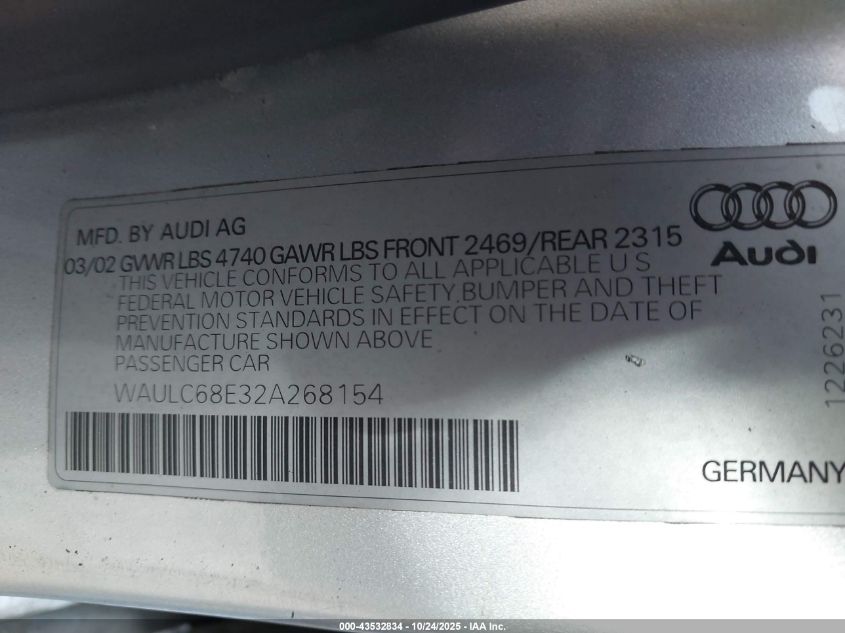 MFD. BY AUDI AG
03/02 GVWR LBS 4740 GAWR LBS FRONT 2469/REAR 2315
THIS VEHICLE CONFORMS TO ALL APPLICABLE U S
FEDERAL MOTOR VEHICLE SAFETY,BUMPER AND THEFT
PREVENTION STANDARDS IN EFFECT ON THE DATE OF
MANUFACTURE SHOWN ABOVE
PASSENGER CAR
WAULC68E32A268154
Audi
1226231
GERMANY
000-43532834 - 10/24/2025 - IAA Inc.